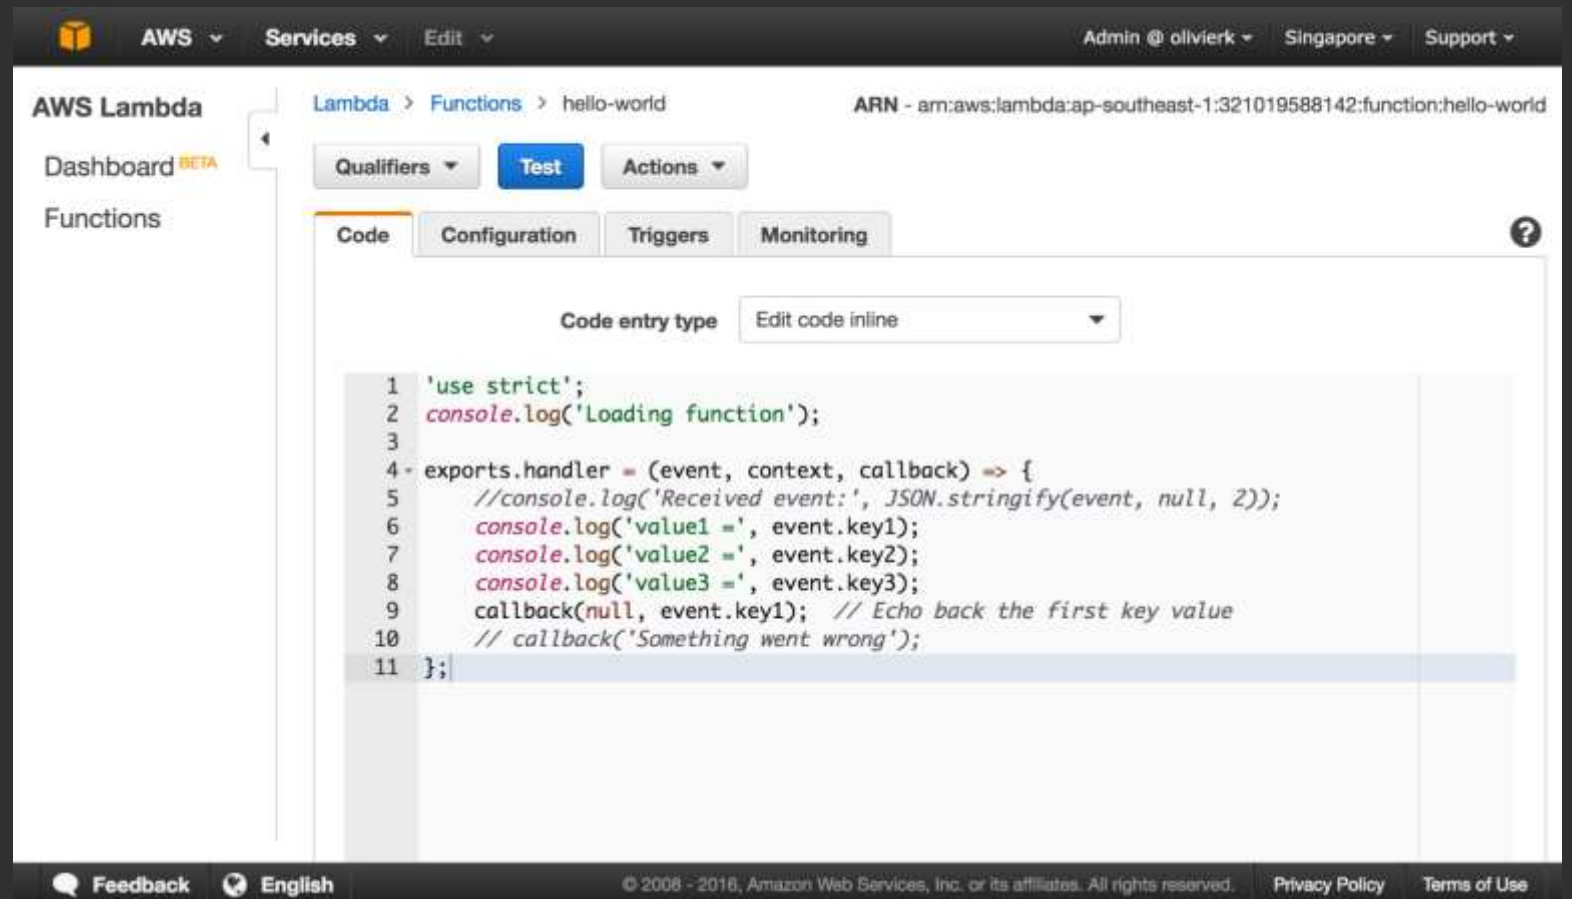 AWS Services Edit Admin @ olivierk Singapore Support
AWS Lambda
Dashboard BETA
Functions
Lambda > Functions > hello-world ARN - arn:aws:lambda:ap-southeast-1:321019588142:function:hello-world
Qualifiers Test Actions
Code Configuration Triggers Monitoring
Code entry type Edit code inline
1 'use strict';
2 console.log('Loading function');
3
4 exports.handler = (event, context, callback) => {
5 //console.log('Received event:', JSON.stringify(event, null, 2));
6 console.log('value1 =', event.key1);
7 console.log('value2 =', event.key2);
8 console.log('value3 =', event.key3);
9 callback(null, event.key1); // Echo back the first key value
10 // callback('Something went wrong');
11 };
Feedback English © 2008 - 2016, Amazon Web Services, Inc. or its affiliates. All rights reserved. Privacy Policy Terms of Use